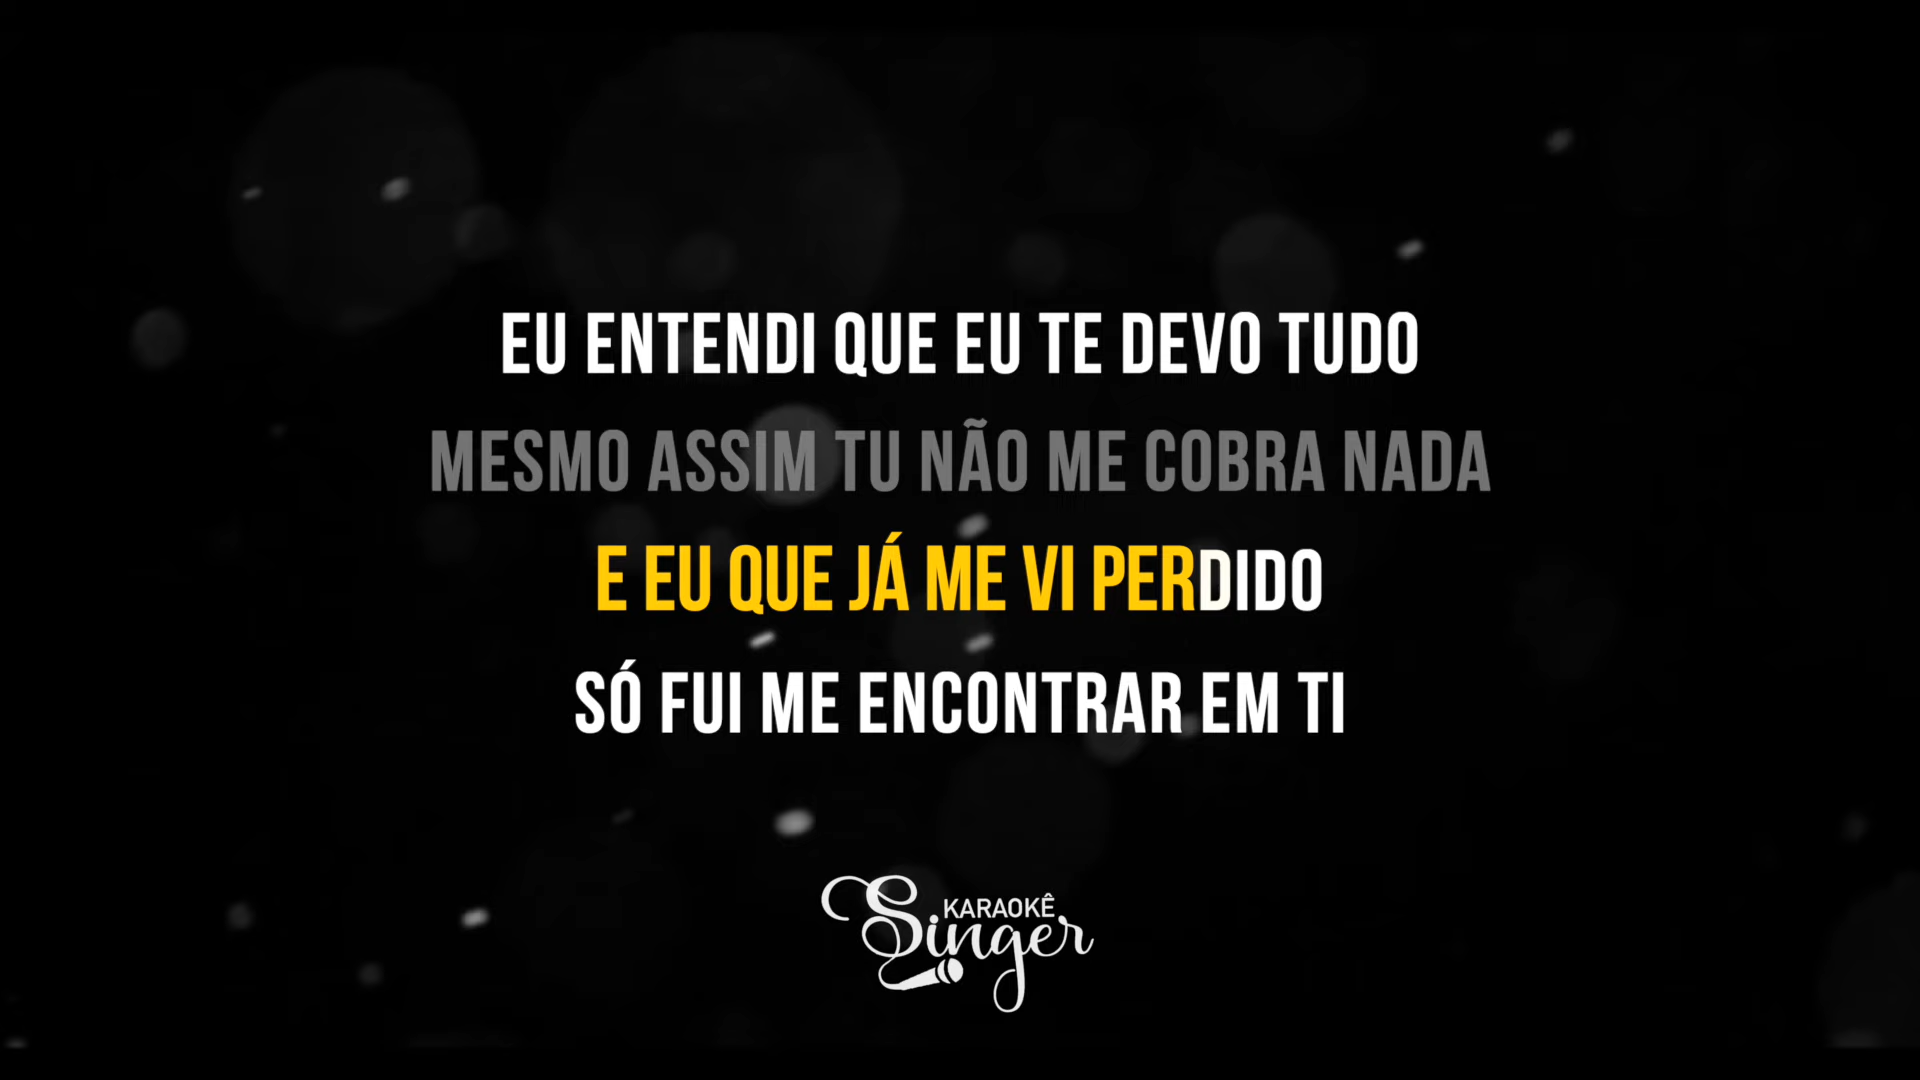 EU ENTENDI QUE EU TE DEVO TUDO
MESMO ASSIM TU NÃO ME COBRA NADA
E EU QUE JÁ ME VI PERDIDO
SÓ FUI ME ENCONTRAR EM TI
KARAOKÊ
Singer